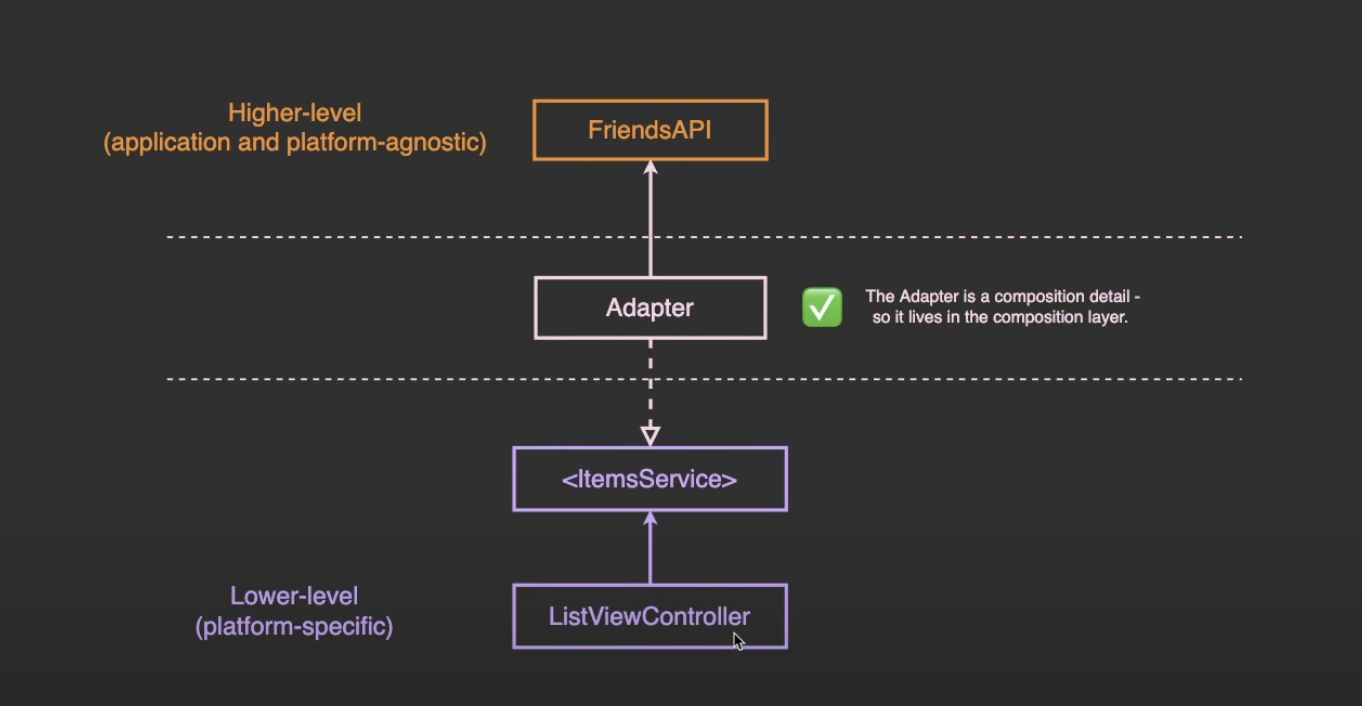 Higher-level
(application and platform-agnostic)
FriendsAPI
Adapter
The Adapter is a composition detail -
so it lives in the composition layer.
<ItemsService>
Lower-level
(platform-specific)
ListViewController